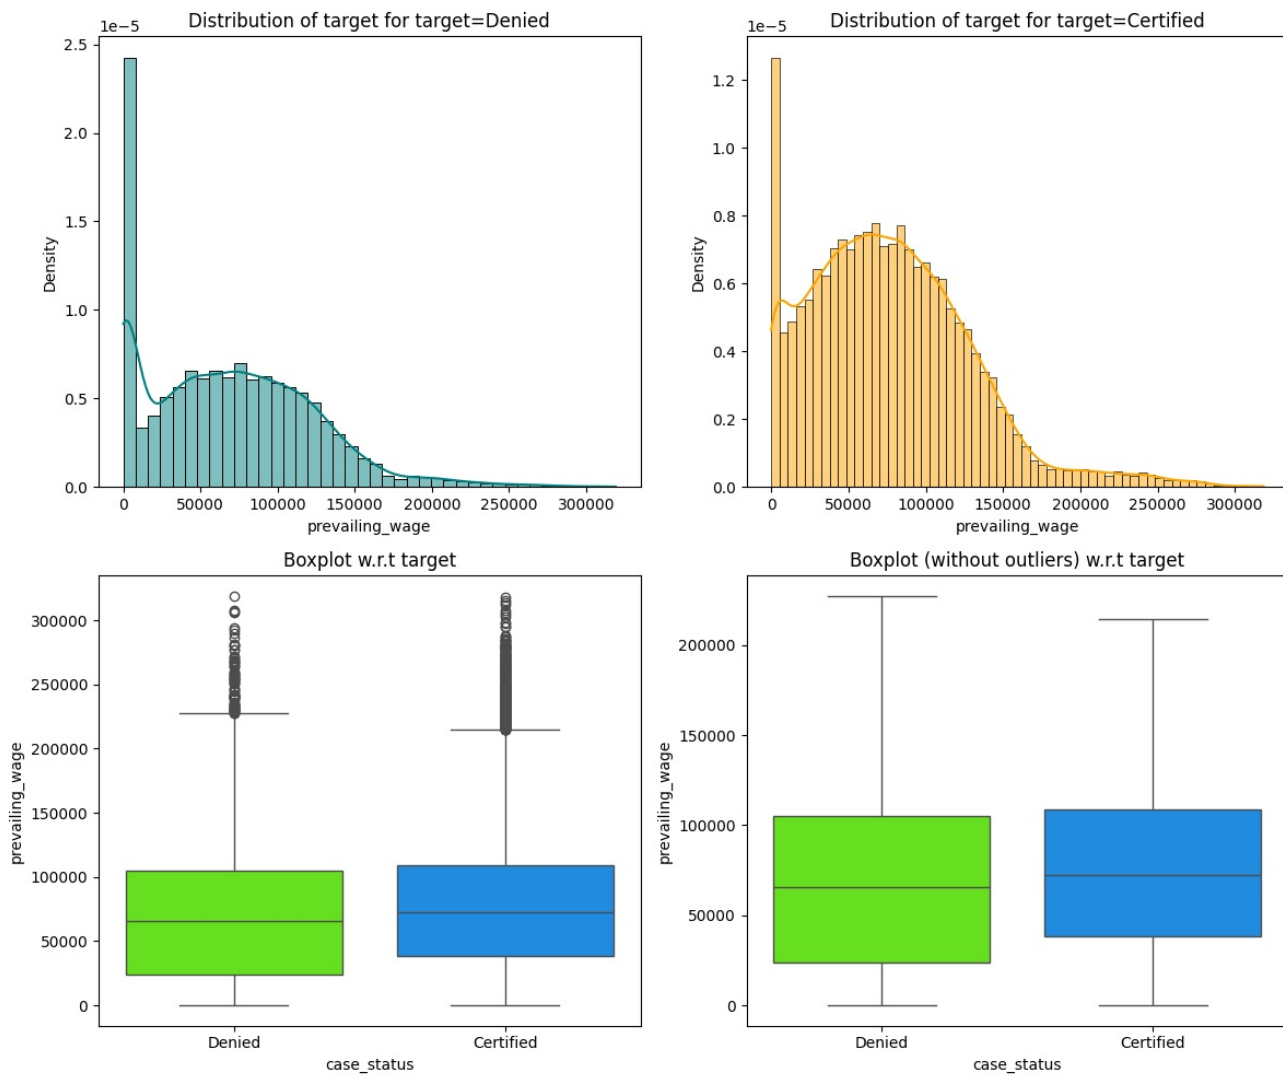 Distribution of target for target=Denied
1e−5
2.5
2.0
1.5
1.0
0.5
0.0
Density
0 50000 100000 150000 200000 250000 300000
prevailing_wage
Distribution of target for target=Certified
1e−5
1.2
1.0
0.8
0.6
0.4
0.2
0.0
Density
0 50000 100000 150000 200000 250000 300000
prevailing_wage
Boxplot w.r.t target
300000
250000
200000
150000
100000
50000
0
prevailing_wage
Denied Certified
case_status
Boxplot (without outliers) w.r.t target
200000
150000
100000
50000
0
prevailing_wage
Denied Certified
case_status